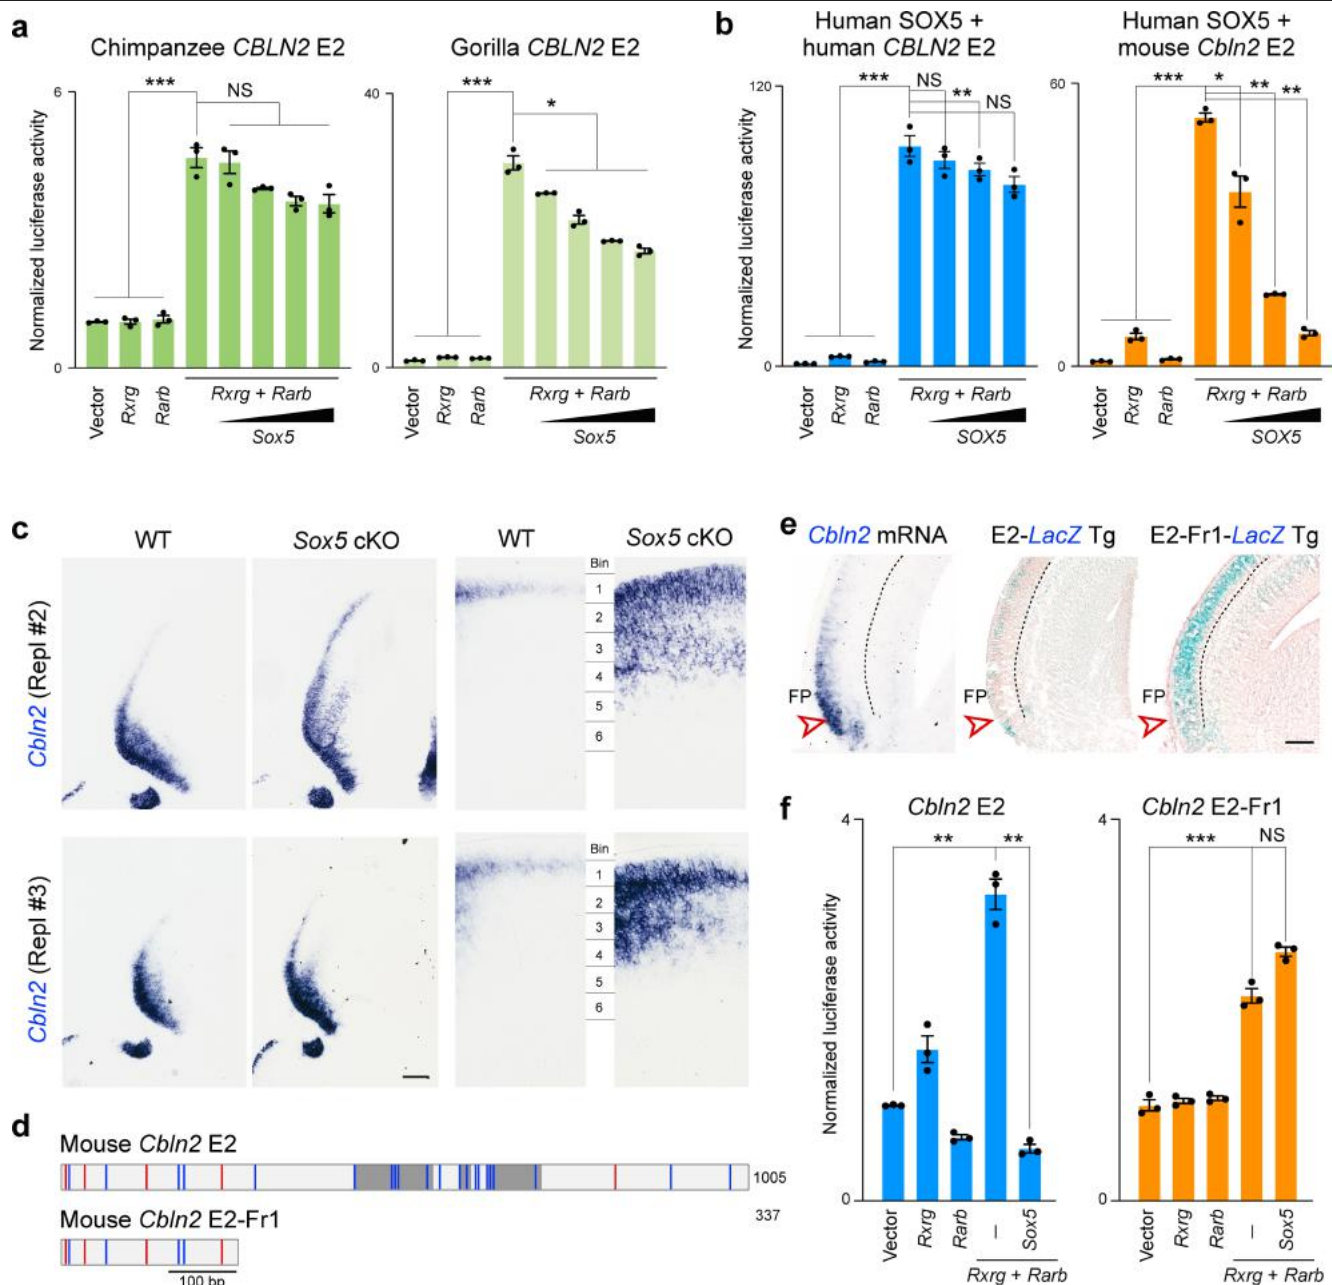 a
Chimpanzee CBLN2 E2
Gorilla CBLN2 E2
Normalized luciferase activity
6
0
***
NS
Vector
Rxrg
Rarb
Rxrg + Rarb
Sox5
40
0
***
*
Vector
Rxrg
Rarb
Rxrg + Rarb
Sox5
b
Human SOX5 +
human CBLN2 E2
Human SOX5 +
mouse Cbln2 E2
Normalized luciferase activity
120
0
***
NS
**
NS
Vector
Rxrg
Rarb
Rxrg + Rarb
SOX5
60
0
***
*
**
**
Vector
Rxrg
Rarb
Rxrg + Rarb
SOX5
c
WT
Sox5 cKO
WT
Sox5 cKO
Cbln2 (Repl #2)
Bin
1
2
3
4
5
6
Cbln2 (Repl #3)
Bin
1
2
3
4
5
6
d
Mouse Cbln2 E2
1005
337
Mouse Cbln2 E2-Fr1
100 bp
e
Cbln2 mRNA
E2-LacZ Tg
E2-Fr1-LacZ Tg
FP
FP
FP
f
Cbln2 E2
Cbln2 E2-Fr1
Normalized luciferase activity
4
0
**
**
Vector
Rxrg
Rarb
–
Sox5
Rxrg + Rarb
4
0
***
NS
Vector
Rxrg
Rarb
–
Sox5
Rxrg + Rarb